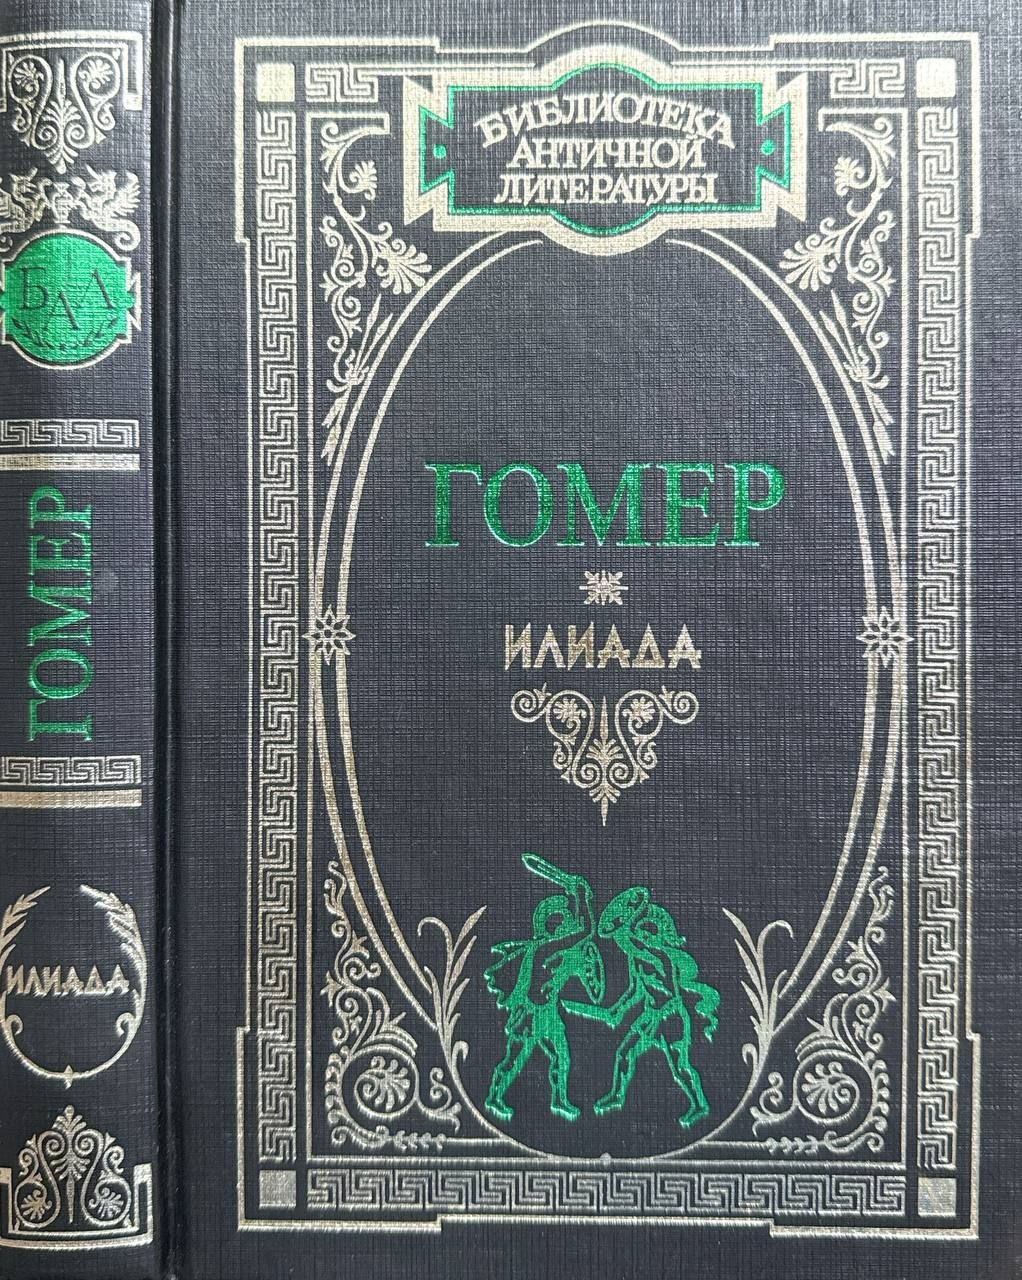 БАЛ
ГОМЕР
ИЛИАДА
БИБЛИОТЕКА
АНТИЧНОЙ
ЛИТЕРАТУРЫ
ГОМЕР
ИЛИАДА